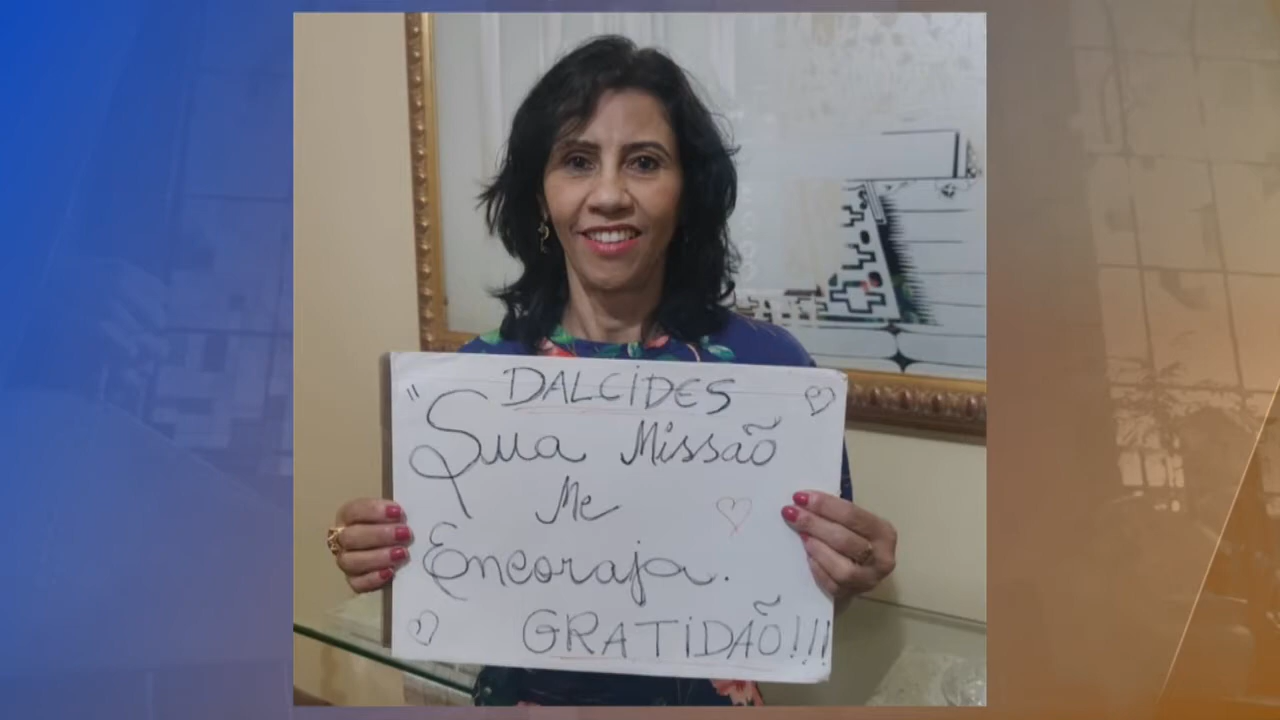 " DALCIDES
Sua Missão
Me
Encoraja.
GRATIDÃO!!!